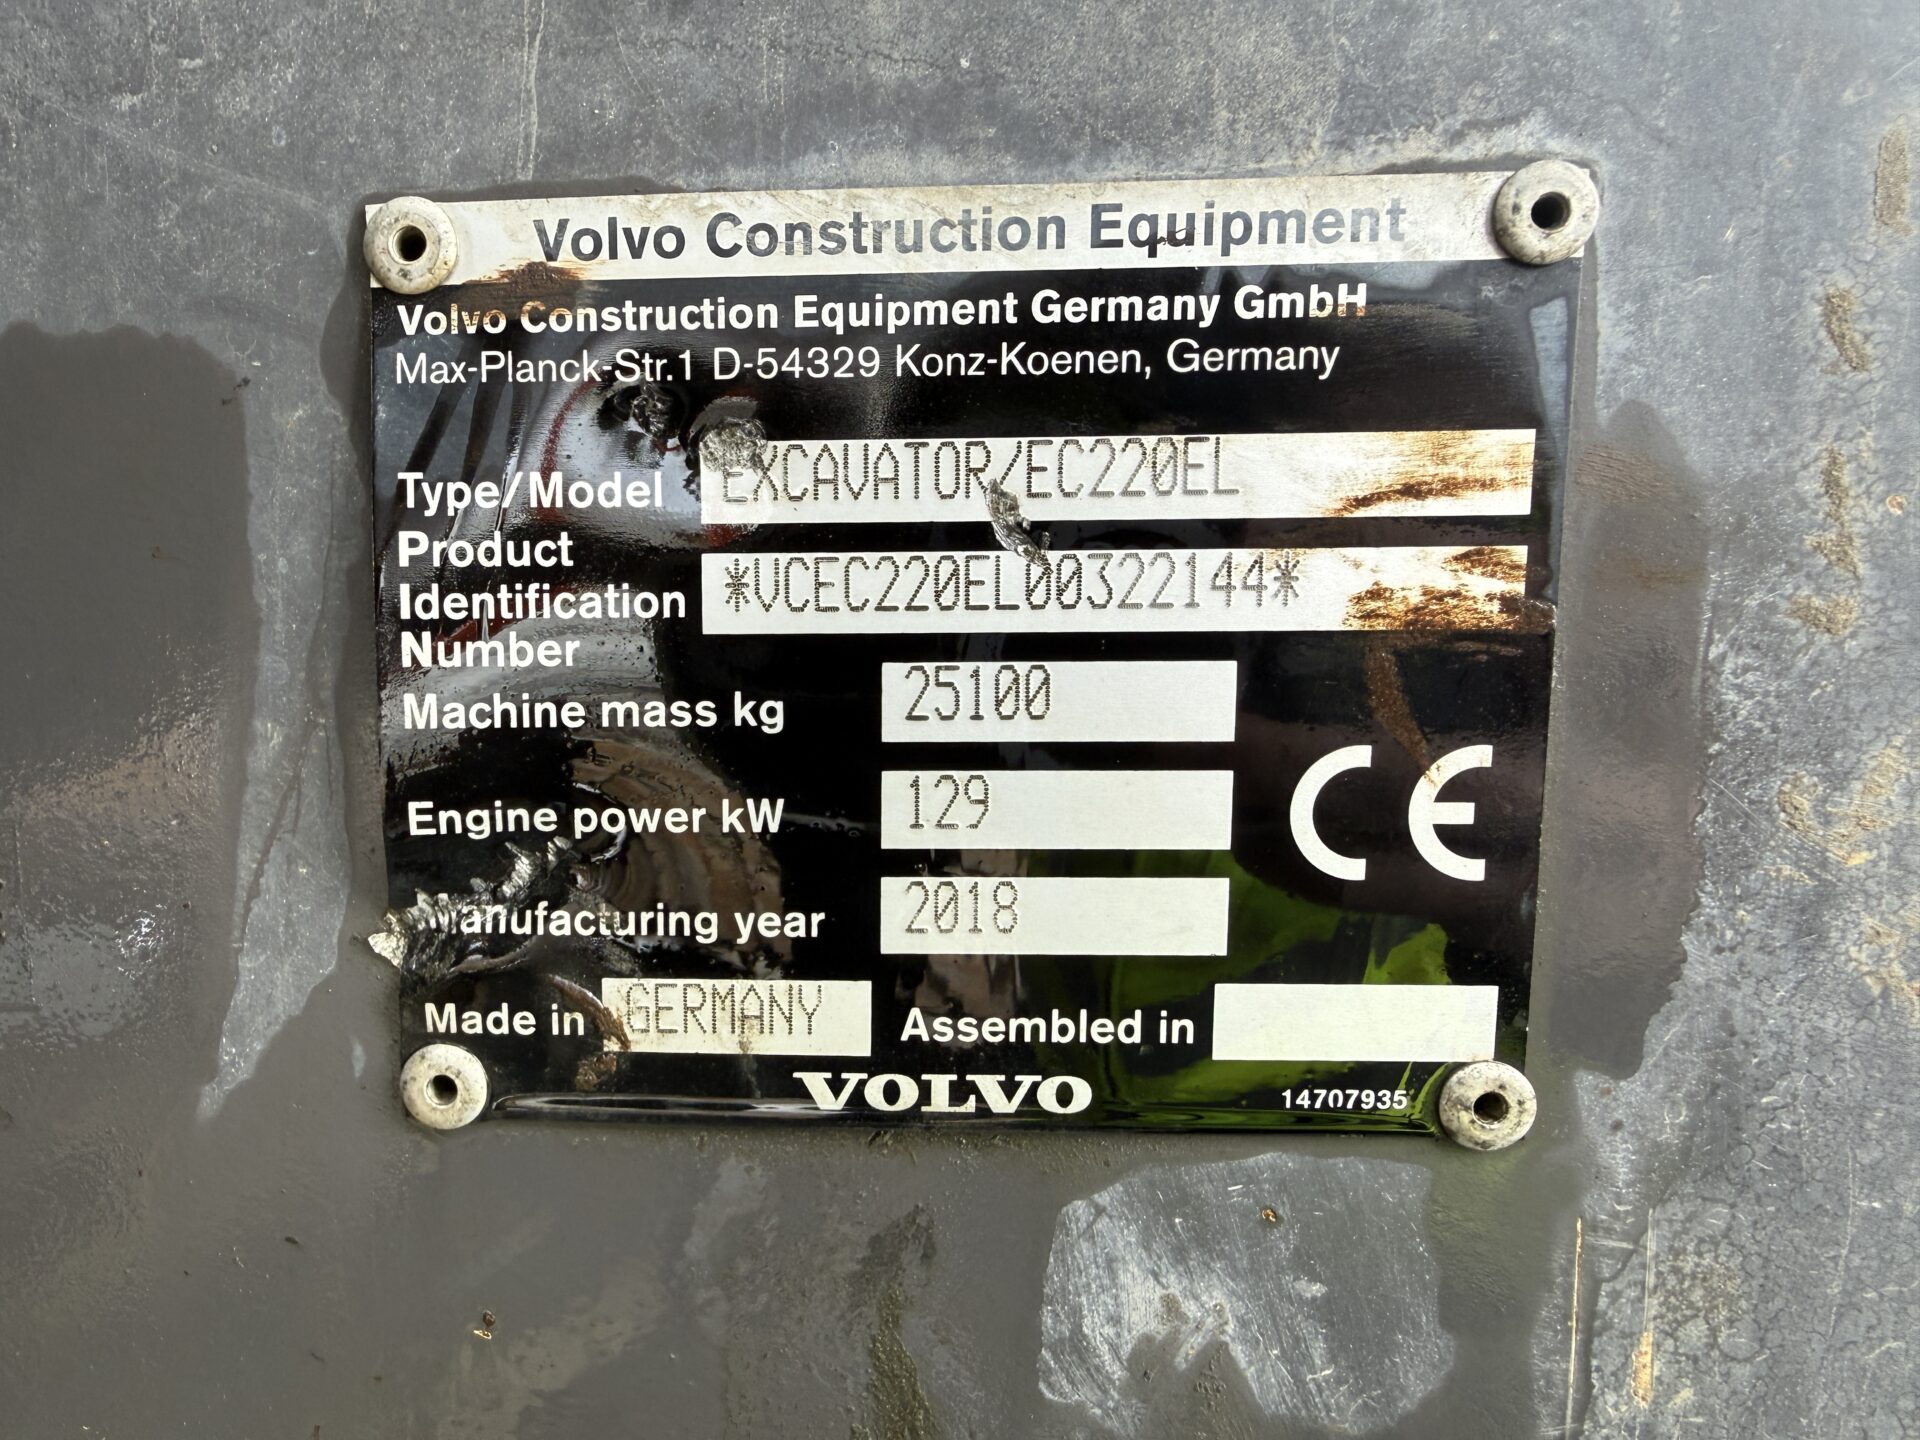 Volvo Construction Equipment
Volvo Construction Equipment Germany GmbH
Max-Planck-Str.1 D-54329 Konz-Koenen, Germany
Type/Model EXCAVATOR/EC220EL
Product
Identification
Number
*VCEC220EL00322144*
Machine mass kg 25100
Engine power kW 129
Manufacturing year 2018
Made in GERMANY Assembled in
CE
VOLVO 14707935